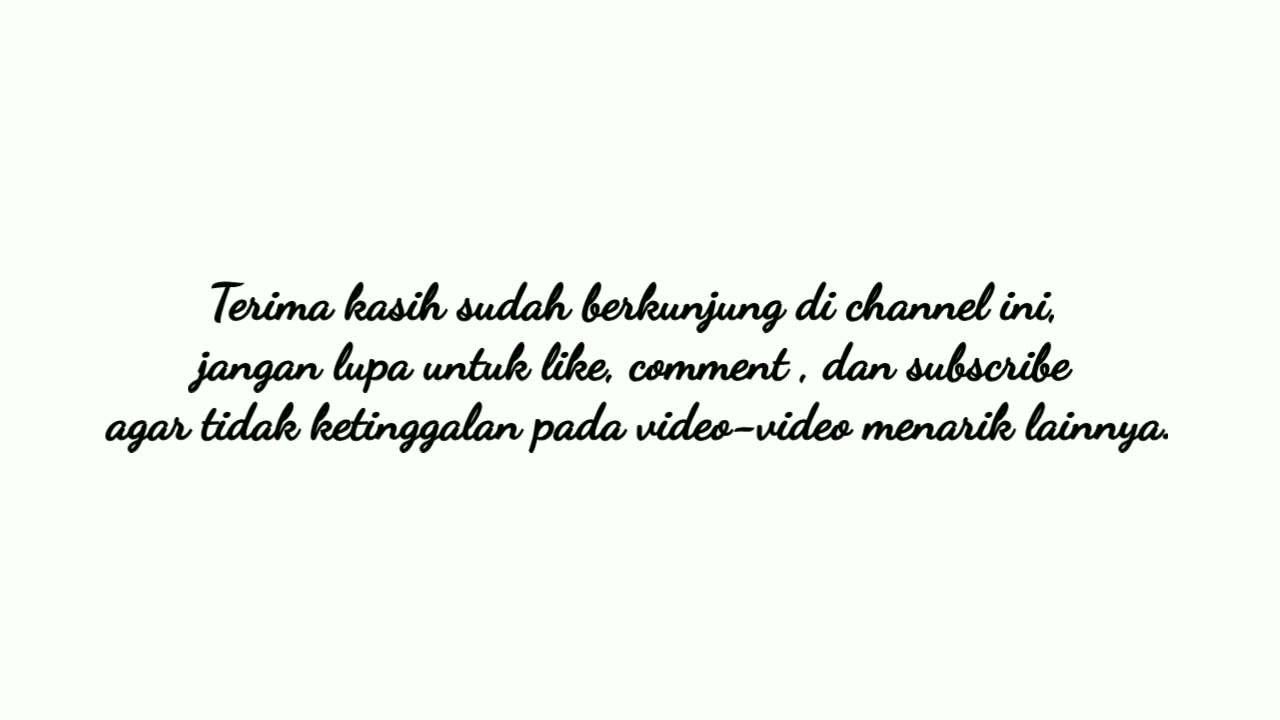 Terima kasih sudah berkunjung di channel ini,
jangan lupa untuk like, comment , dan subscribe
agar tidak ketinggalan pada video-video menarik lainnya.